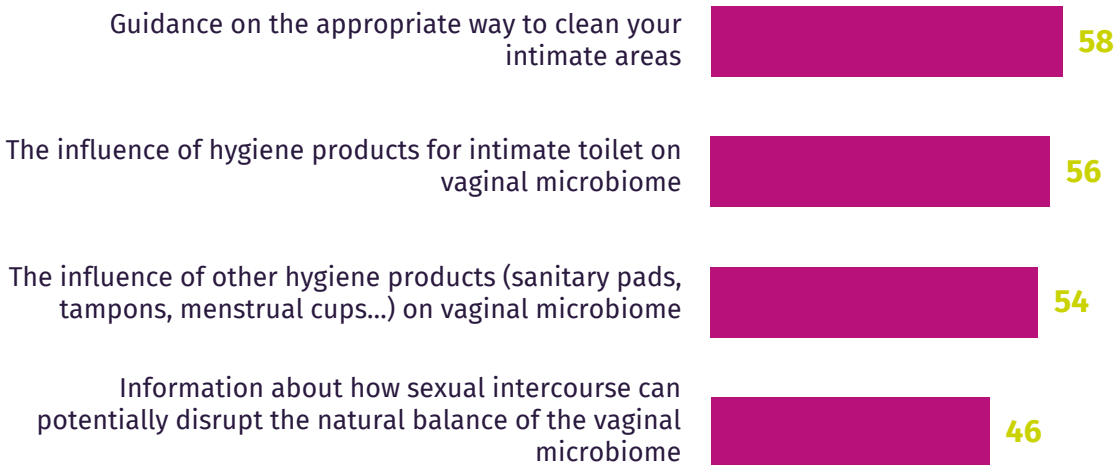 Guidance on the appropriate way to clean your
intimate areas
58
The influence of hygiene products for intimate toilet on
vaginal microbiome
56
The influence of other hygiene products (sanitary pads,
tampons, menstrual cups...) on vaginal microbiome
54
Information about how sexual intercourse can
potentially disrupt the natural balance of the vaginal
microbiome
46